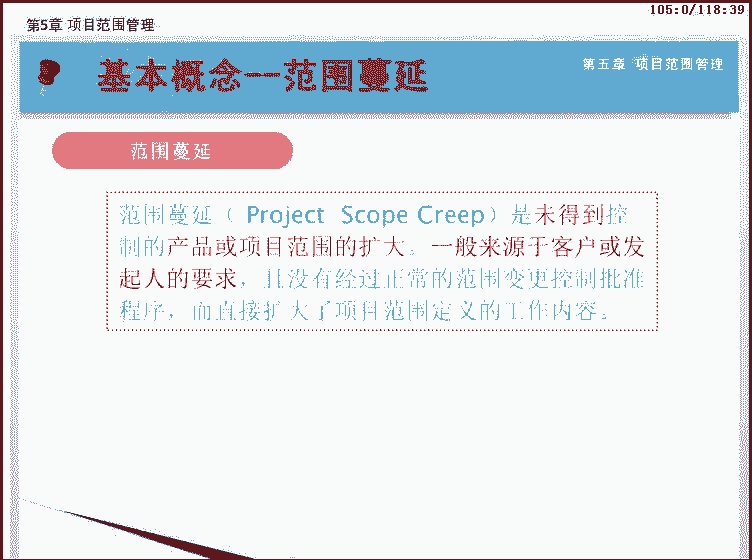 105:0/118:39
第5章 项目范围管理
基本概念—范围蔓延
第五章 项目范围管理
范围蔓延
范围蔓延（ Project Scope Creep）是未得到控
制的产品或项目范围的扩大。一般来源于客户或发
起人的要求，且没有经过正常的范围变更控制批准
程序，而直接扩大了项目范围定义的工作内容。